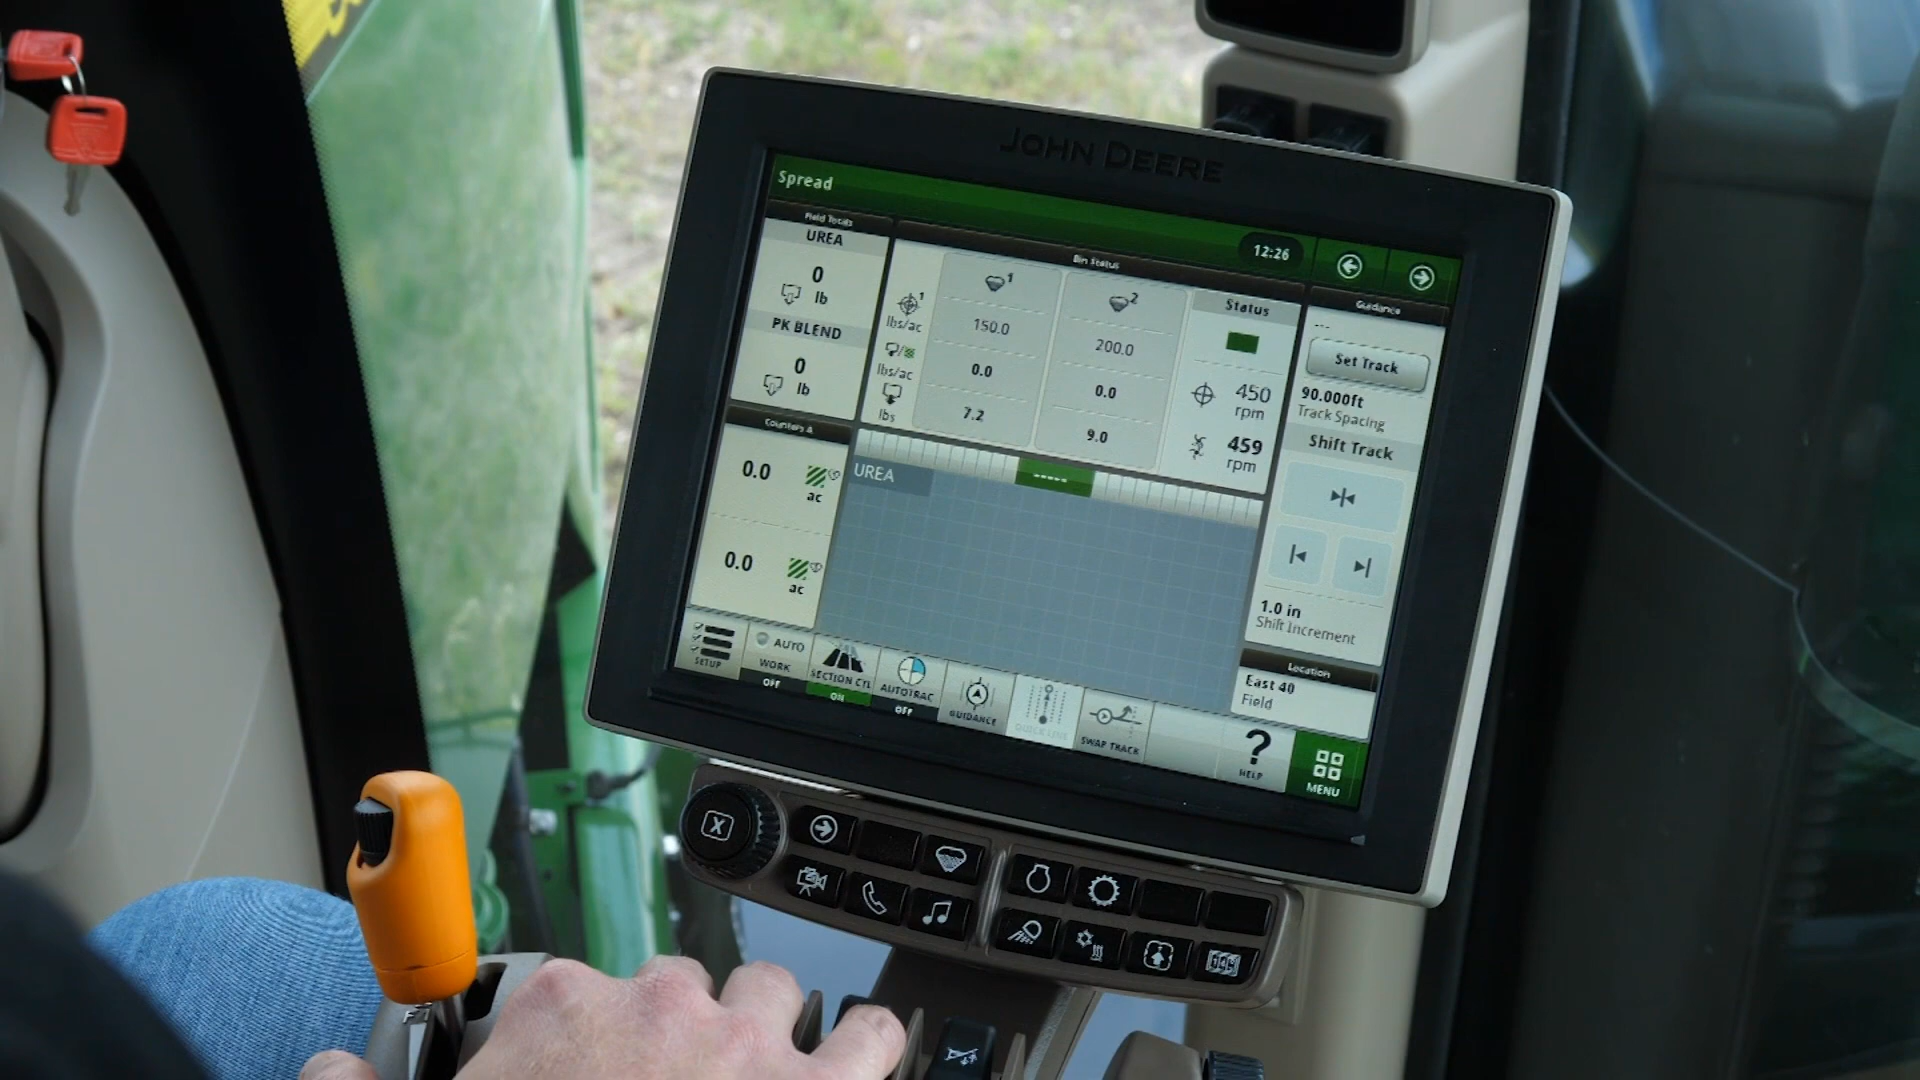 JOHN DEERE
Spread
12:26
Field Totals
UREA
0
lb
PK BLEND
0
lb
Counters A
0.0
ac
0.0
ac
Bin Status
1
2
1
lbs/ac
150.0
200.0
lbs/ac
0.0
0.0
lbs
7.2
9.0
Status
450
rpm
459
rpm
UREA
-----
Guidance
---
Set Track
90.000ft
Track Spacing
Shift Track
1.0 in
Shift Increment
Location
East 40
Field
SETUP
AUTO
WORK
OFF
SECTION CTL
ON
AUTOTRAC
OFF
GUIDANCE
QUICK LINE
SWAP TRACK
?
HELP
MENU
X
F1